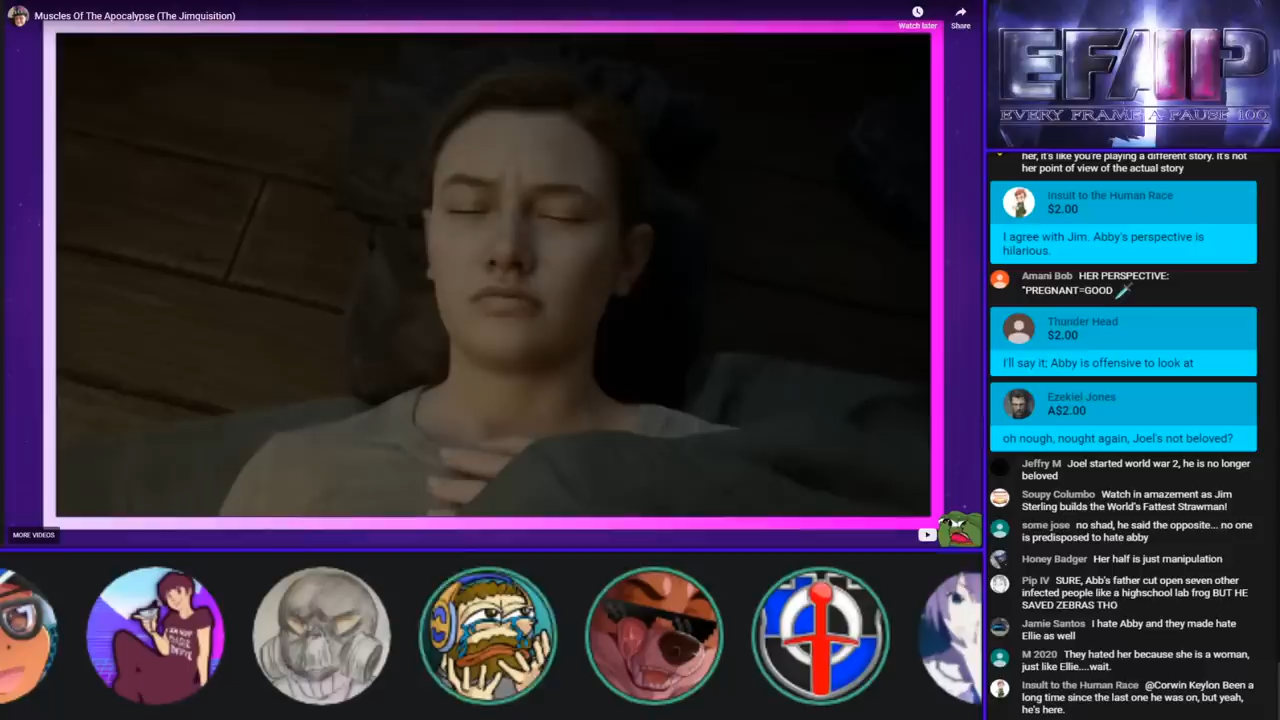 Muscles Of The Apocalypse (The Jimquisition)
Watch later
Share
MORE VIDEOS
EFAP
EVERY FRAME A PAUSE 100
her, it's like you're playing a different story. It's not
her point of view of the actual story
Insult to the Human Race
$2.00
I agree with Jim. Abby's perspective is
hilarious.
Amani Bob HER PERSPECTIVE:
"PREGNANT=GOOD
Thunder Head
$2.00
I'll say it; Abby is offensive to look at
Ezekiel Jones
A$2.00
oh nough, nought again, Joel's not beloved?
Jeffry M Joel started world war 2, he is no longer
beloved
Soupy Columbo Watch in amazement as Jim
Sterling builds the World's Fattest Strawman!
some jose no shad, he said the opposite... no one
is predisposed to hate abby
Honey Badger Her half is just manipulation
Pip IV SURE, Abb's father cut open seven other
infected people like a highschool lab frog BUT HE
SAVED ZEBRAS THO
Jamie Santos I hate Abby and they made hate
Ellie as well
M 2020 They hated her because she is a woman,
just like Ellie....wait.
Insult to the Human Race @Corwin Keylon Been a
long time since the last one he was on, but yeah,
he's here.